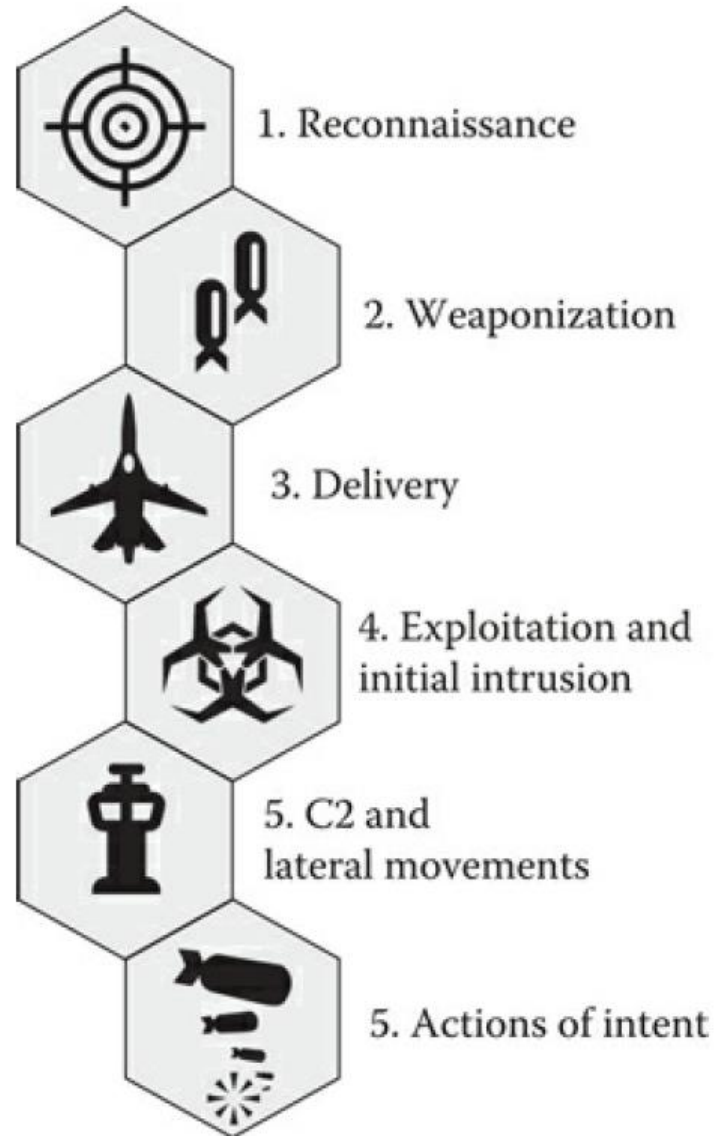 1. Reconnaissance
2. Weaponization
3. Delivery
4. Exploitation and
initial intrusion
5. C2 and
lateral movements
5. Actions of intent